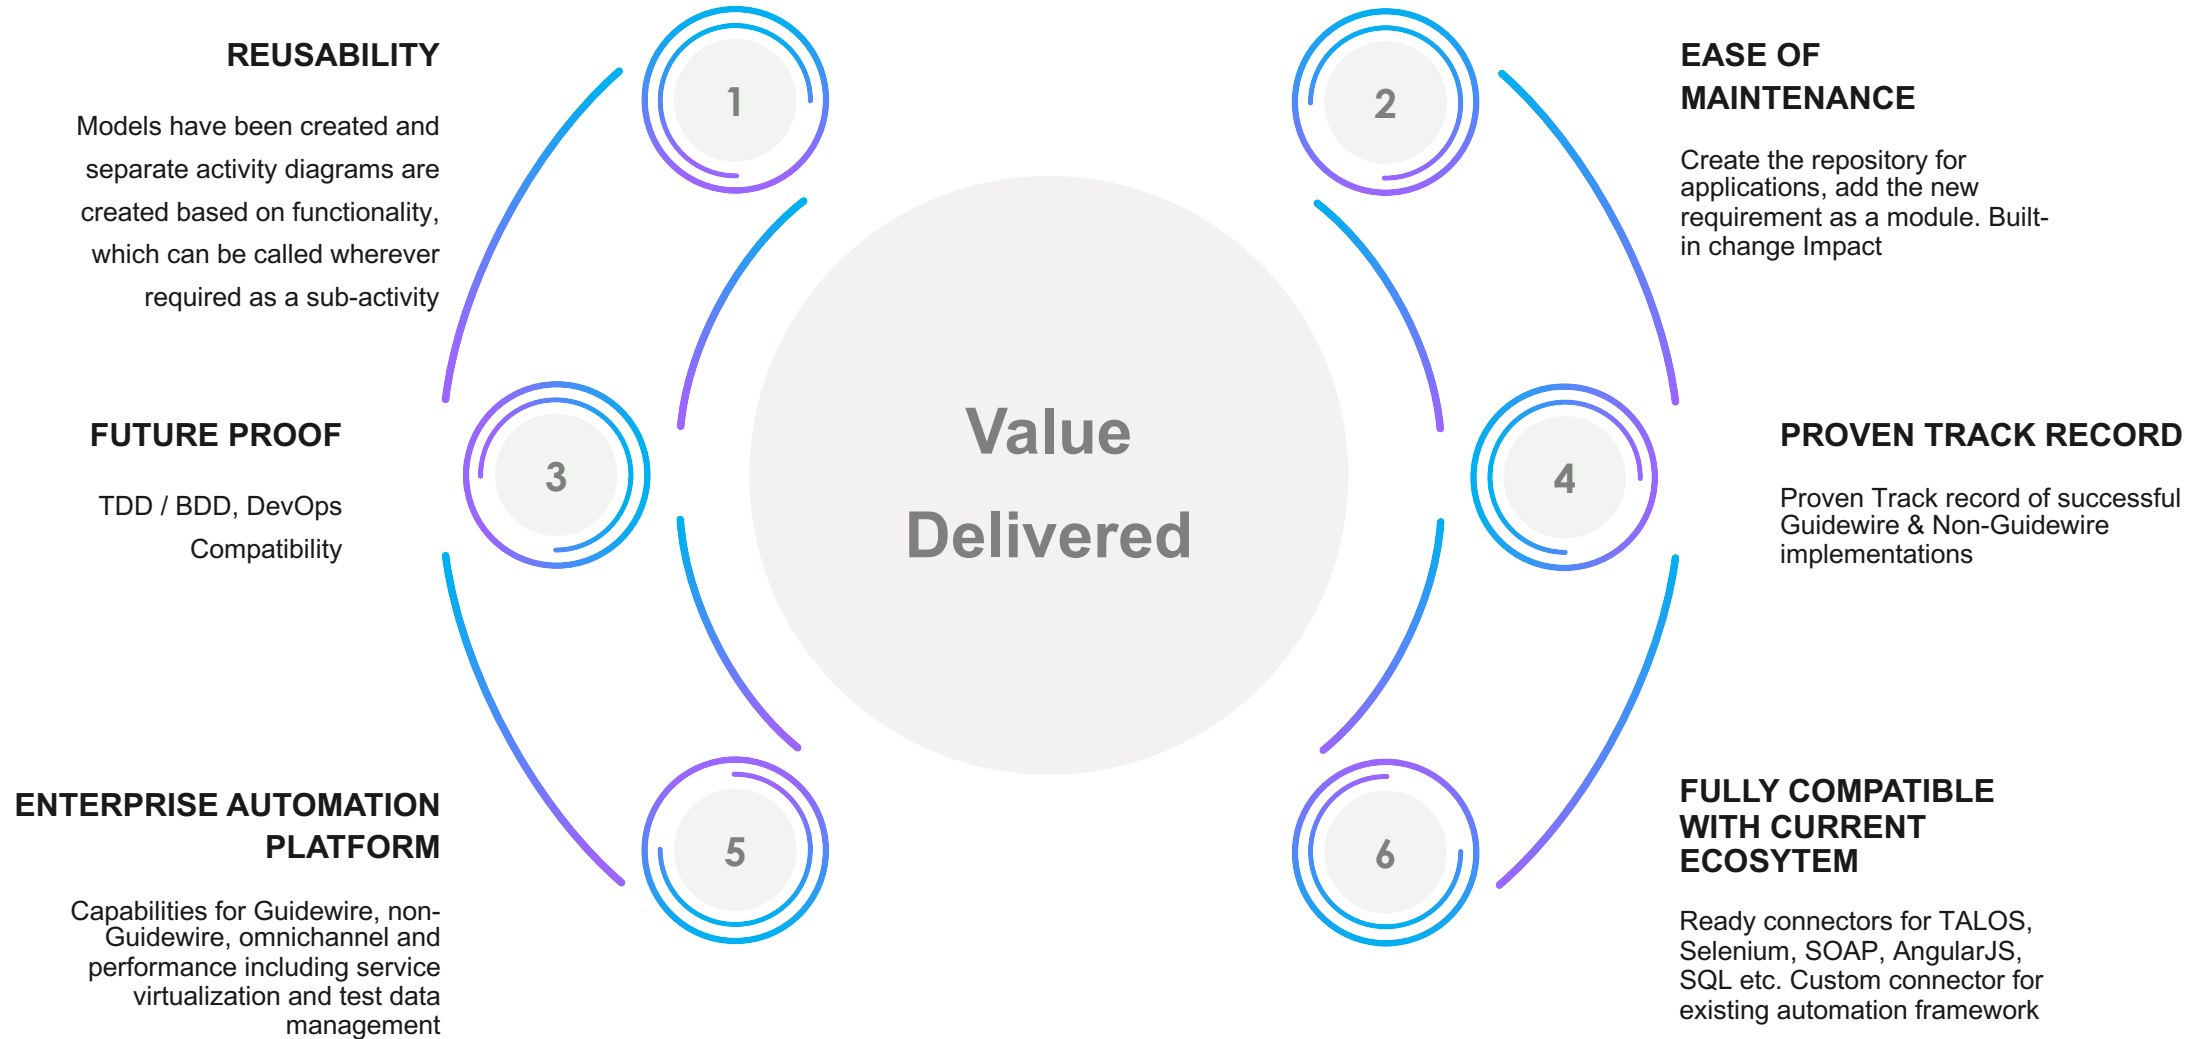 REUSABILITY
Models have been created and
separate activity diagrams are
created based on functionality,
which can be called wherever
required as a sub-activity
1
2
EASE OF
MAINTENANCE
Create the repository for
applications, add the new
requirement as a module. Built-
in change Impact
FUTURE PROOF
TDD / BDD, DevOps
Compatibility
3
Value
Delivered
4
PROVEN TRACK RECORD
Proven Track record of successful
Guidewire & Non-Guidewire
implementations
ENTERPRISE AUTOMATION
PLATFORM
Capabilities for Guidewire, non-
Guidewire, omnichannel and
performance including service
virtualization and test data
management
5
6
FULLY COMPATIBLE
WITH CURRENT
ECOSYTEM
Ready connectors for TALOS,
Selenium, SOAP, AngularJS,
SQL etc. Custom connector for
existing automation framework